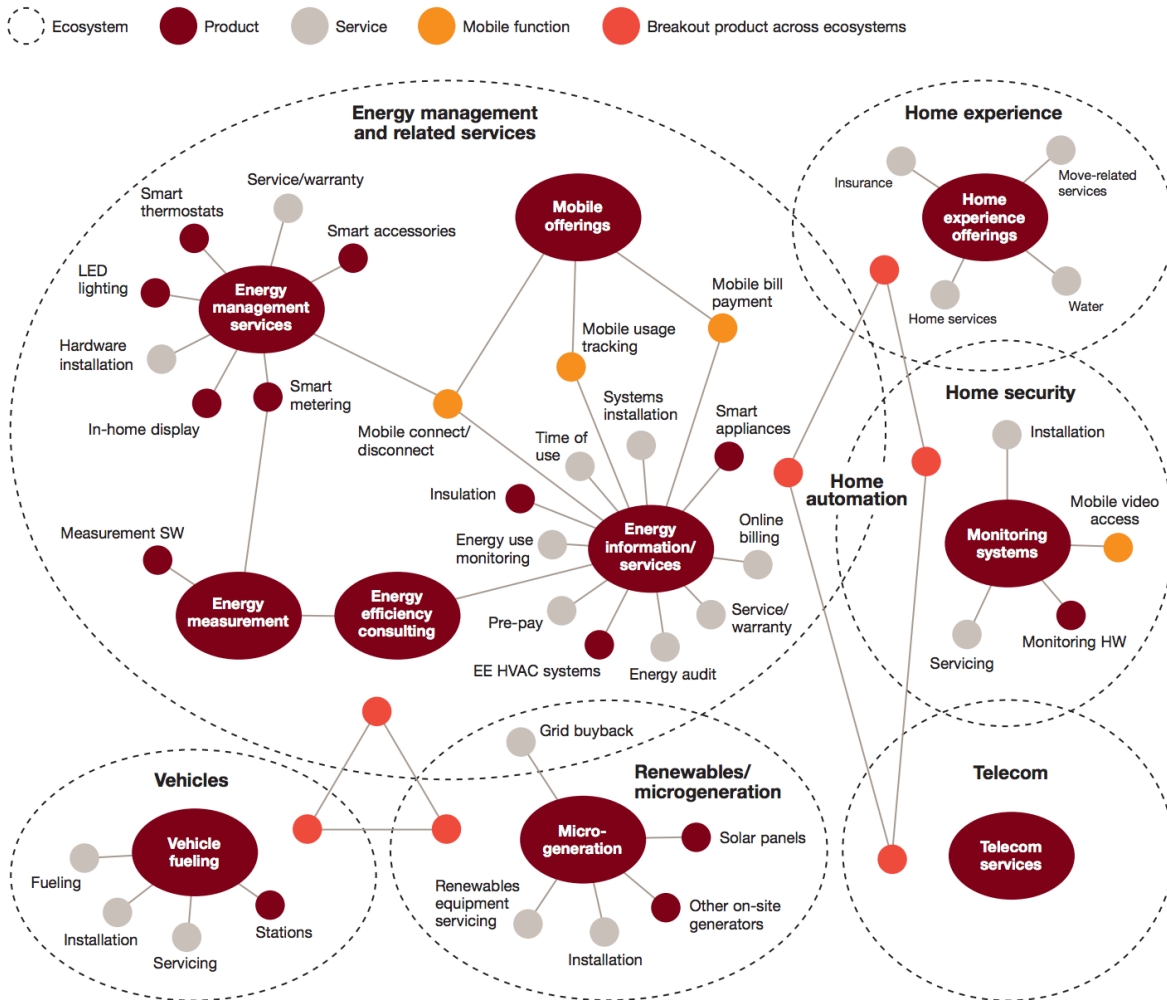 Ecosystem
Product
Service
Mobile function
Breakout product across ecosystems
Energy management
and related services
Service/warranty
Smart
thermostats
Smart accessories
LED
lighting
Energy
management
services
Hardware
installation
In-home display
Smart
metering
Mobile
offerings
Mobile bill
payment
Mobile usage
tracking
Mobile connect/
disconnect
Systems
installation
Time of
use
Smart
appliances
Insulation
Energy
information/
services
Online
billing
Energy use
monitoring
Service/
warranty
Pre-pay
EE HVAC systems
Energy audit
Measurement SW
Energy
measurement
Energy
efficiency
consulting
Home experience
Insurance
Move-related
services
Home
experience
offerings
Home services
Water
Home
automation
Home security
Installation
Mobile video
access
Monitoring
systems
Servicing
Monitoring HW
Vehicles
Vehicle
fueling
Fueling
Installation
Servicing
Stations
Renewables/
microgeneration
Grid buyback
Micro-
generation
Solar panels
Renewables
equipment
servicing
Other on-site
generators
Installation
Telecom
Telecom
services